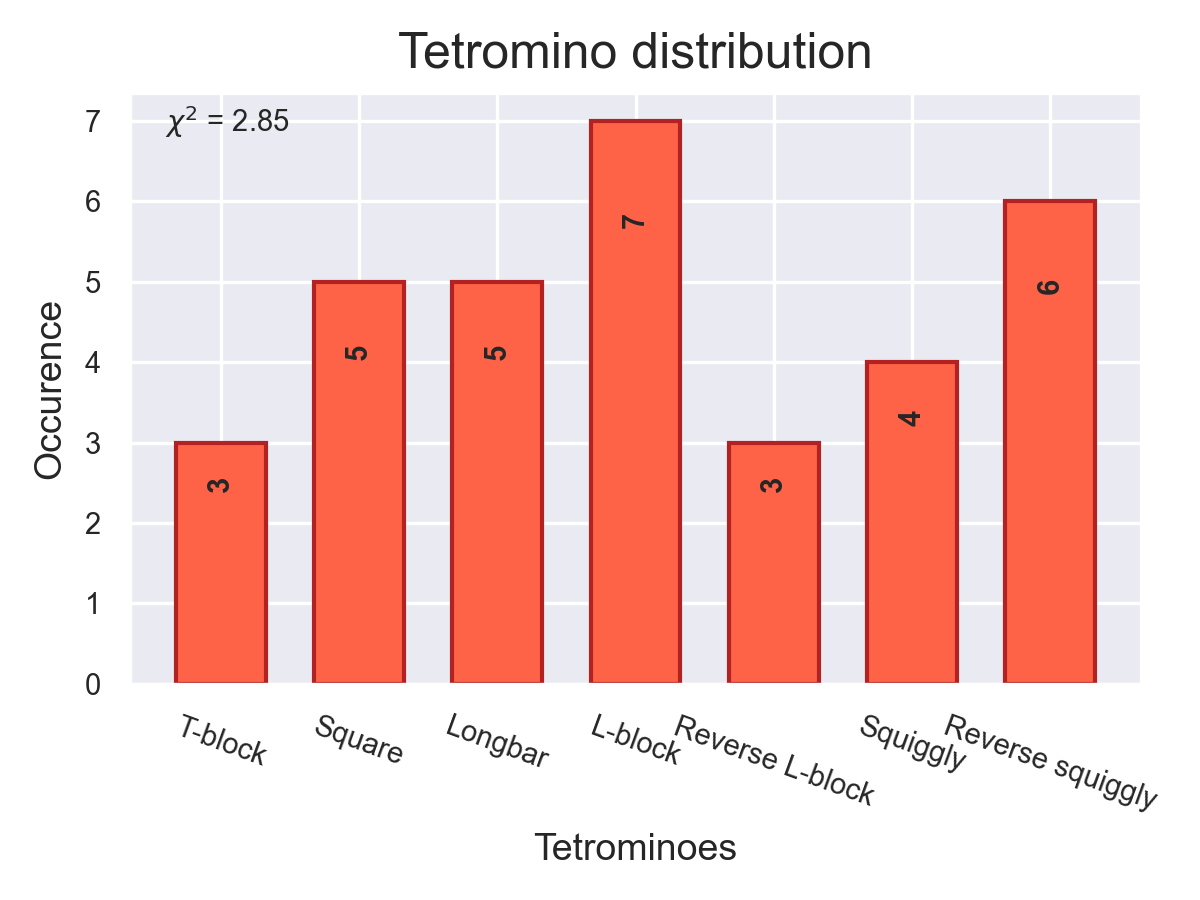 Tetromino distribution
χ² = 2.85
7
6
5
4
3
2
1
0
Occurence
3
5
5
7
3
4
6
T-block
Square
Longbar
L-block
Reverse L-block
Squiggly
Reverse squiggly
Tetrominoes